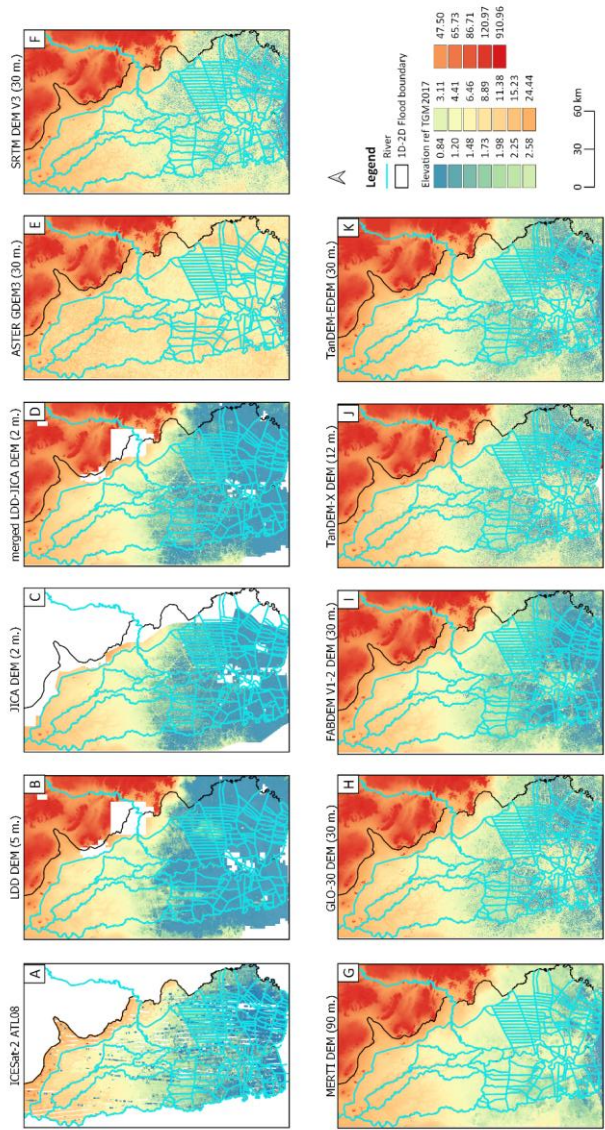 ICESat-2 ATL08
A
LDD DEM (5 m.)
B
JICA DEM (2 m.)
C
merged LDD-JICA DEM (2 m.)
D
ASTER GDEM3 (30 m.)
E
SRTM DEM V3 (30 m.)
F
MERTI DEM (90 m.)
G
GLO-30 DEM (30 m.)
H
FABDEM V1-2 DEM (30 m.)
I
TanDEM-X DEM (12 m.)
J
TanDEM-EDEM (30 m.)
K
Legend
River
1D-2D Flood boundary
Elevation ref TGM2017
0.84 3.11 47.50
1.20 4.41 65.73
1.48 6.46 86.71
1.73 8.89 120.97
1.98 11.38 910.96
2.25 15.23
2.58 24.44
0 30 60 km